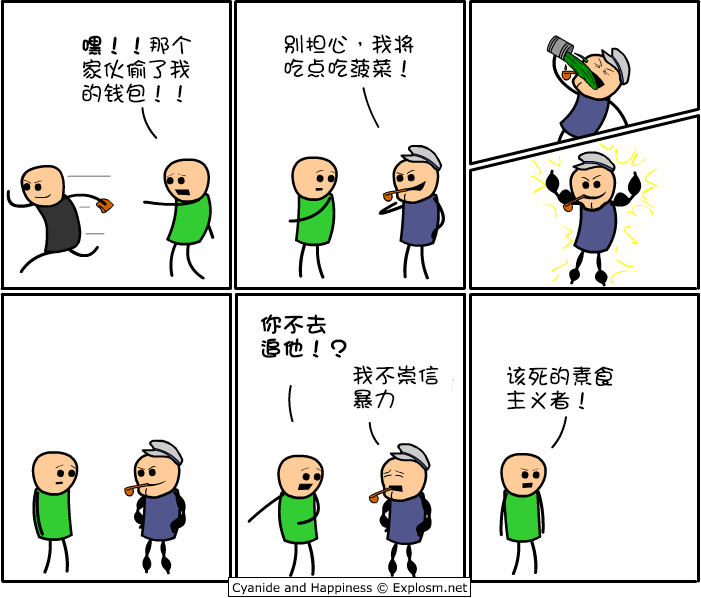 嘿！！那个
家伙偷了我
的钱包！！
别担心，我将
吃点吃菠菜！
你不去
追他！？
我不崇信
暴力
该死的素食
主义者！
Cyanide and Happiness © Explosm.net